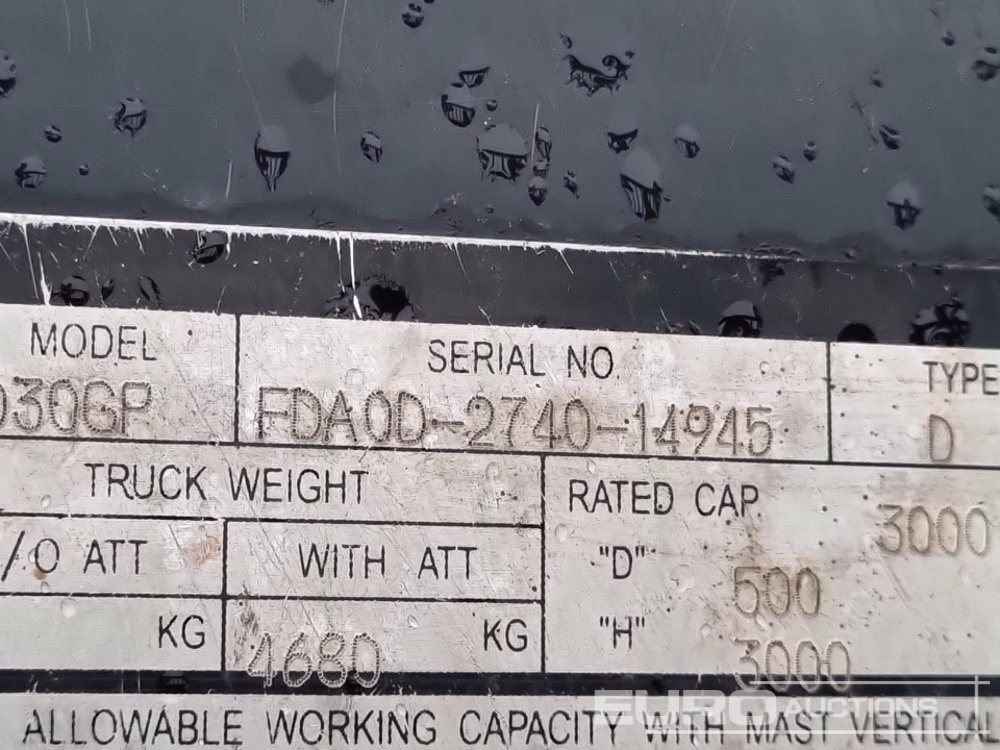 MODEL SERIAL NO. TYPE
D30GP FDA0D-2740-14945 D
TRUCK WEIGHT RATED CAP. 3000
/O ATT WITH ATT "D" 500
KG 4680 KG "H" 3000
ALLOWABLE WORKING CAPACITY WITH MAST VERTICAL
EURO AUCTIONS